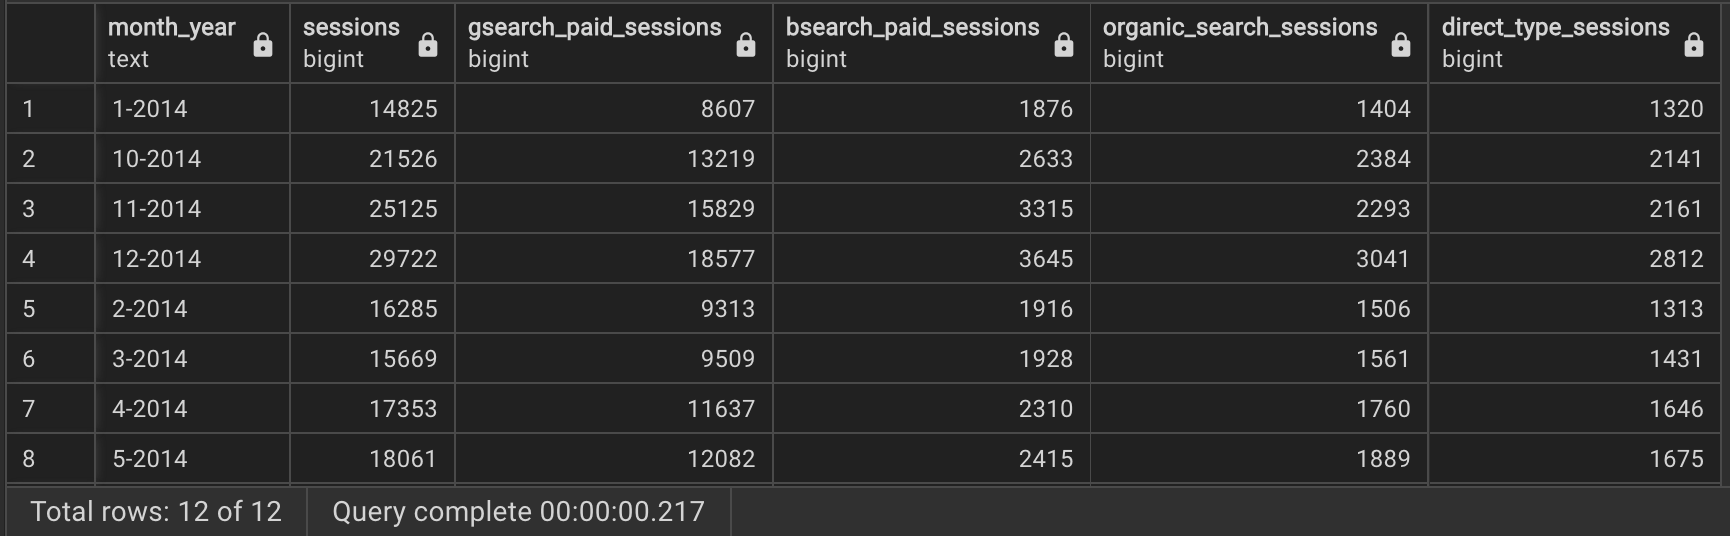 month_year sessions gsearch_paid_sessions bsearch_paid_sessions organic_search_sessions direct_type_sessions
text bigint bigint bigint bigint bigint
1 1-2014 14825 8607 1876 1404 1320
2 10-2014 21526 13219 2633 2384 2141
3 11-2014 25125 15829 3315 2293 2161
4 12-2014 29722 18577 3645 3041 2812
5 2-2014 16285 9313 1916 1506 1313
6 3-2014 15669 9509 1928 1561 1431
7 4-2014 17353 11637 2310 1760 1646
8 5-2014 18061 12082 2415 1889 1675
Total rows: 12 of 12 Query complete 00:00:00.217